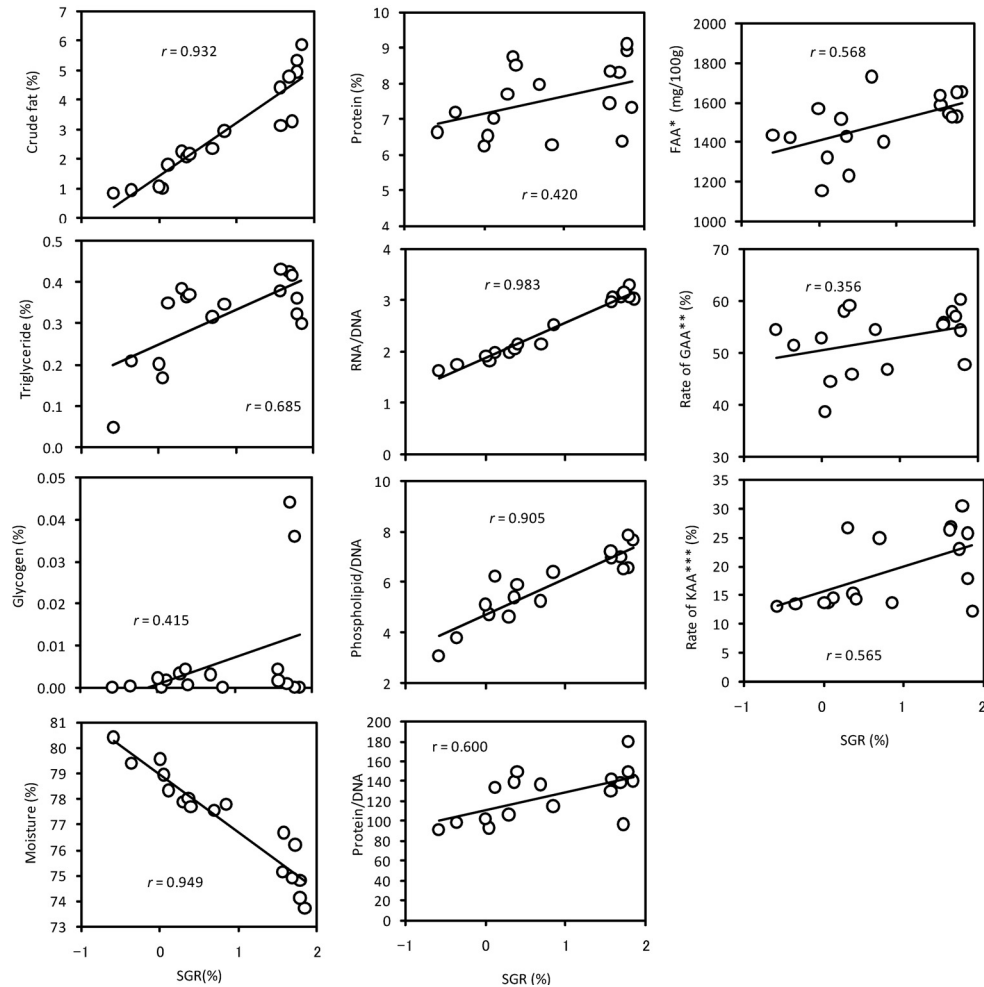 7
6
5
4
3
2
1
0
Crude fat (%)
r = 0.932
10
9
8
7
6
5
4
Protein (%)
r = 0.420
2000
1800
1600
1400
1200
1000
FAA* (mg/100g)
r = 0.568
0.5
0.4
0.3
0.2
0.1
0.0
Triglyceride (%)
r = 0.685
4
3
2
1
0
RNA/DNA
r = 0.983
70
60
50
40
30
Rate of GAA** (%)
r = 0.356
0.05
0.04
0.03
0.02
0.01
0.00
Glycogen (%)
r = 0.415
10
8
6
4
2
Phospholipid/DNA
r = 0.905
35
30
25
20
15
10
5
0
Rate of KAA*** (%)
r = 0.565
−1 0 1 2
SGR (%)
81
80
79
78
77
76
75
74
73
Moisture (%)
r = 0.949
−1 0 1 2
SGR(%)
200
180
160
140
120
100
80
60
40
20
0
Protein/DNA
r = 0.600
−1 0 1 2
SGR (%)